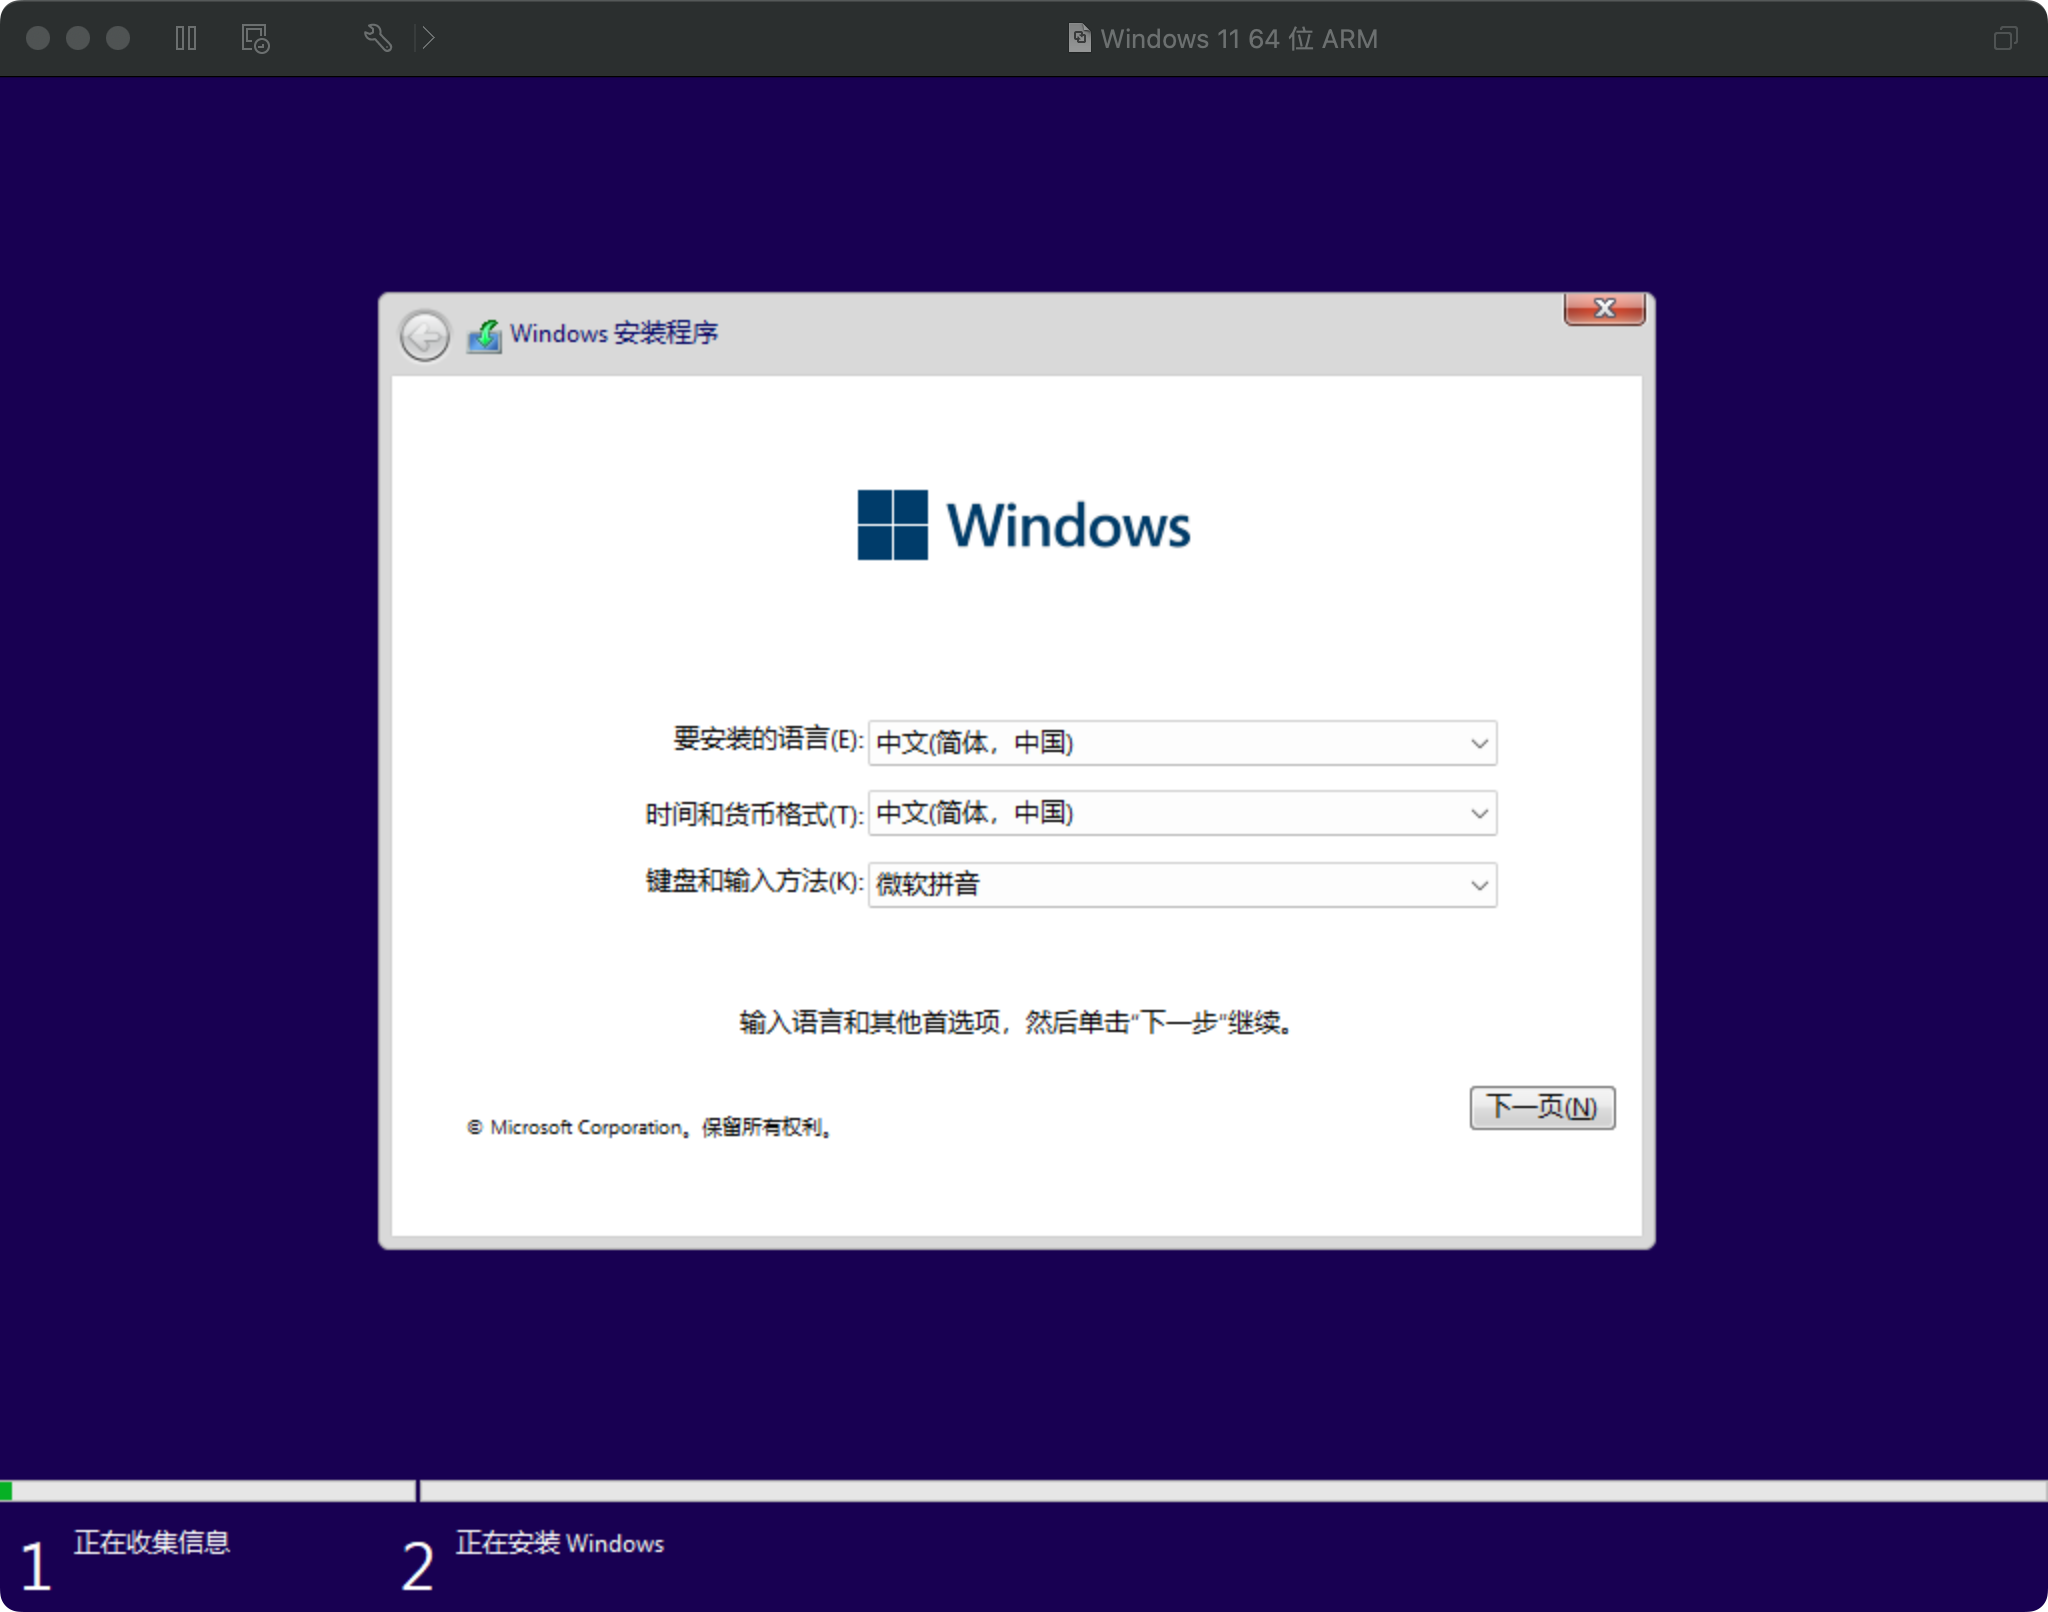 Windows 11 64 位 ARM
Windows 安装程序
Windows
要安装的语言(E): 中文(简体，中国)
时间和货币格式(T): 中文(简体，中国)
键盘和输入方法(K): 微软拼音
输入语言和其他首选项，然后单击"下一步"继续。
下一页(N)
© Microsoft Corporation。保留所有权利。
1 正在收集信息
2 正在安装 Windows